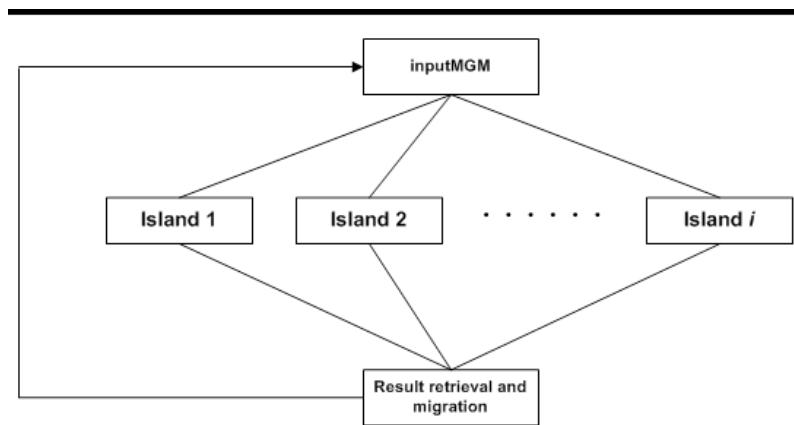 inputMGM
Island 1
Island 2
. . . . . .
Island i
Result retrieval and
migration